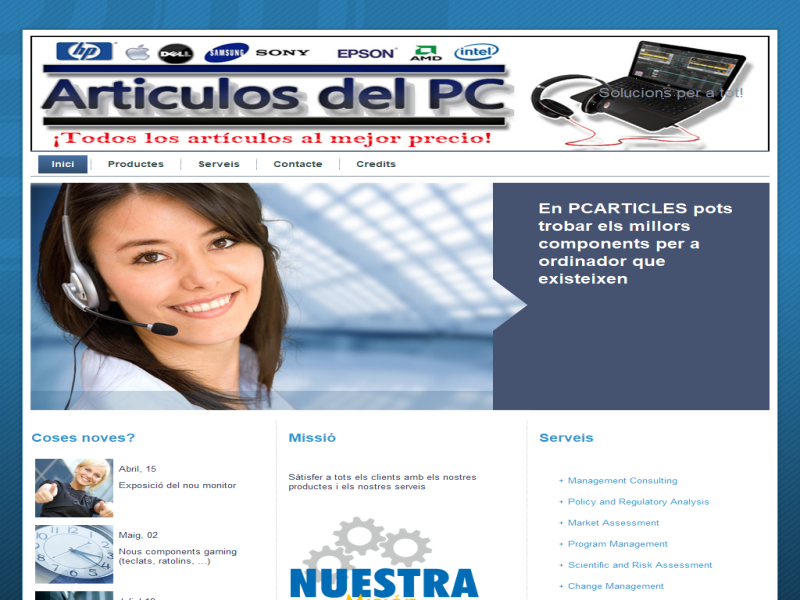 hp DELL SAMSUNG SONY EPSON AMD intel
Articulos del PC
Solucions per a tot!
¡Todos los artículos al mejor precio!
Inici Productes Serveis Contacte Credits
En PCARTICLES pots
trobar els millors
components per a
ordinador que
existeixen
Coses noves?
Abril, 15
Exposició del nou monitor
Maig, 02
Nous components gaming
(teclats, ratolins, ...)
Missió
Sàtisfer a tots els clients amb els nostres
productes i els nostres serveis
NUESTRA
Serveis
+ Management Consulting
+ Policy and Regulatory Analysis
+ Market Assessment
+ Program Management
+ Scientific and Risk Assessment
+ Change Management